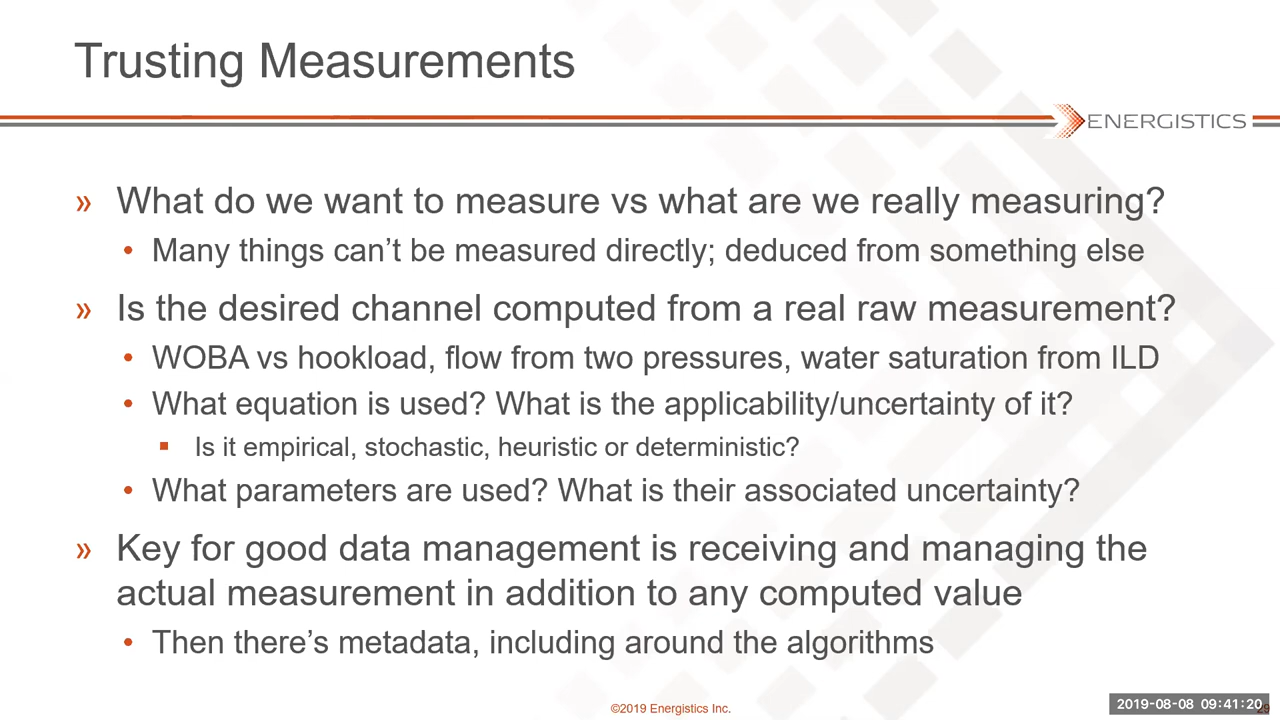 Trusting Measurements
ENERGISTICS
» What do we want to measure vs what are we really measuring?
• Many things can’t be measured directly; deduced from something else
» Is the desired channel computed from a real raw measurement?
• WOBA vs hookload, flow from two pressures, water saturation from ILD
• What equation is used? What is the applicability/uncertainty of it?
▪ Is it empirical, stochastic, heuristic or deterministic?
• What parameters are used? What is their associated uncertainty?
» Key for good data management is receiving and managing the
actual measurement in addition to any computed value
• Then there’s metadata, including around the algorithms
©2019 Energistics Inc.
2019-08-08 09:41:20